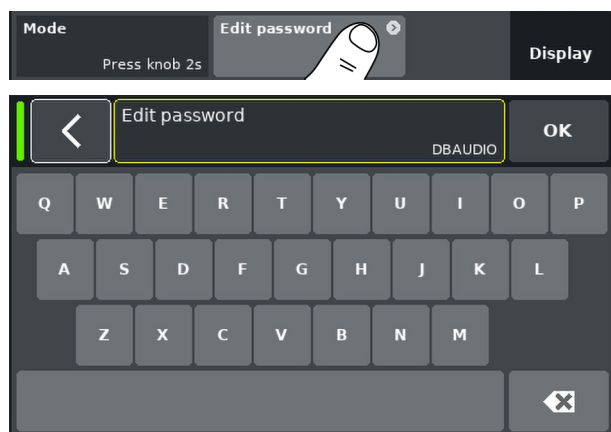 Mode
Edit password
Press knob 2s
Display
Edit password
DBAUDIO
OK
Q W E R T Y U I O P
A S D F G H J K L
Z X C V B N M